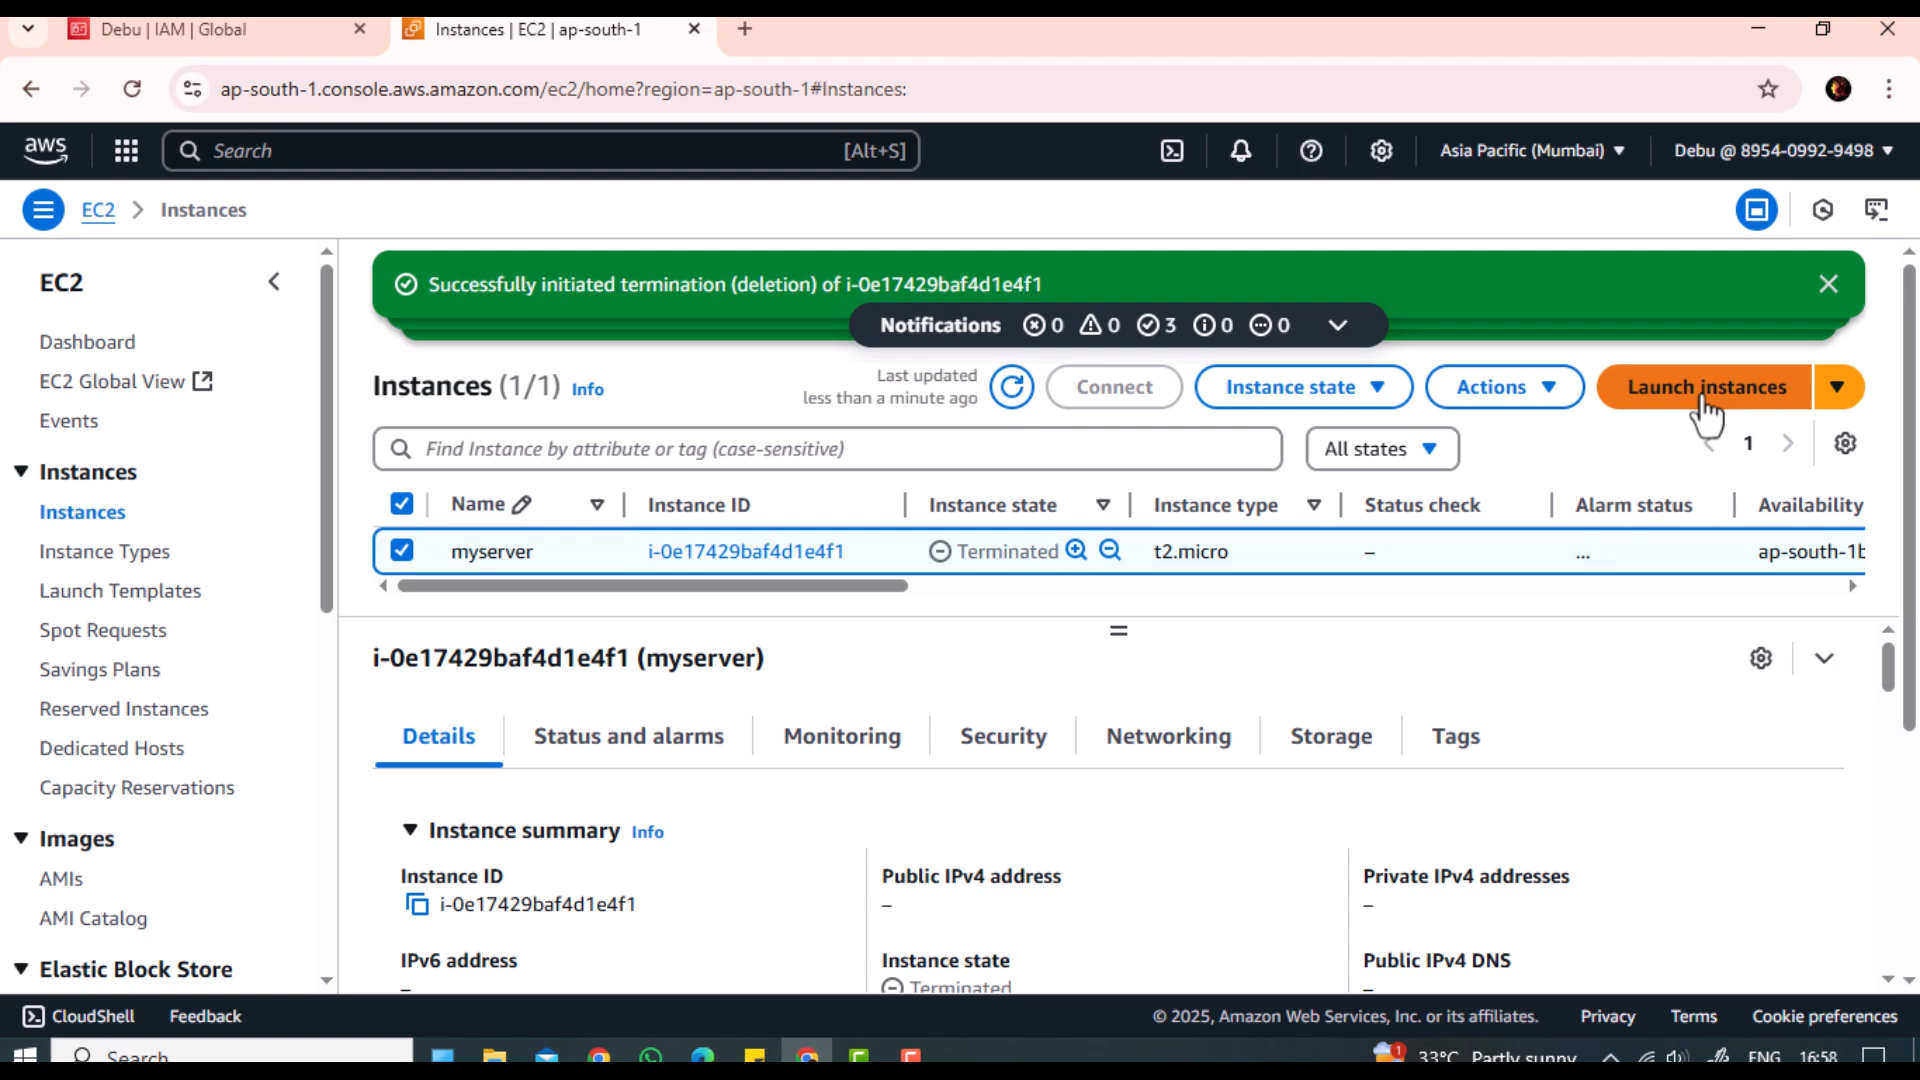 Debu | IAM | Global
Instances | EC2 | ap-south-1
ap-south-1.console.aws.amazon.com/ec2/home?region=ap-south-1#Instances:
aws
Search
[Alt+S]
Asia Pacific (Mumbai)
Debu @ 8954-0992-9498
EC2
Instances
EC2
Dashboard
EC2 Global View
Events
Instances
Instances
Instance Types
Launch Templates
Spot Requests
Savings Plans
Reserved Instances
Dedicated Hosts
Capacity Reservations
Images
AMIs
AMI Catalog
Elastic Block Store
Successfully initiated termination (deletion) of i-0e17429baf4d1e4f1
Notifications 0 0 3 0 0
Instances (1/1) Info
Last updated
less than a minute ago
Connect
Instance state
Actions
Launch instances
Find Instance by attribute or tag (case-sensitive)
All states
1
Name
Instance ID
Instance state
Instance type
Status check
Alarm status
Availability
myserver
i-0e17429baf4d1e4f1
Terminated
t2.micro
–
...
ap-south-1b
i-0e17429baf4d1e4f1 (myserver)
Details
Status and alarms
Monitoring
Security
Networking
Storage
Tags
Instance summary Info
Instance ID
i-0e17429baf4d1e4f1
Public IPv4 address
–
Private IPv4 addresses
–
IPv6 address
–
Instance state
Terminated
Public IPv4 DNS
–
CloudShell
Feedback
© 2025, Amazon Web Services, Inc. or its affiliates.
Privacy
Terms
Cookie preferences
Search
1
33°C Partly sunny
ENG
16:58